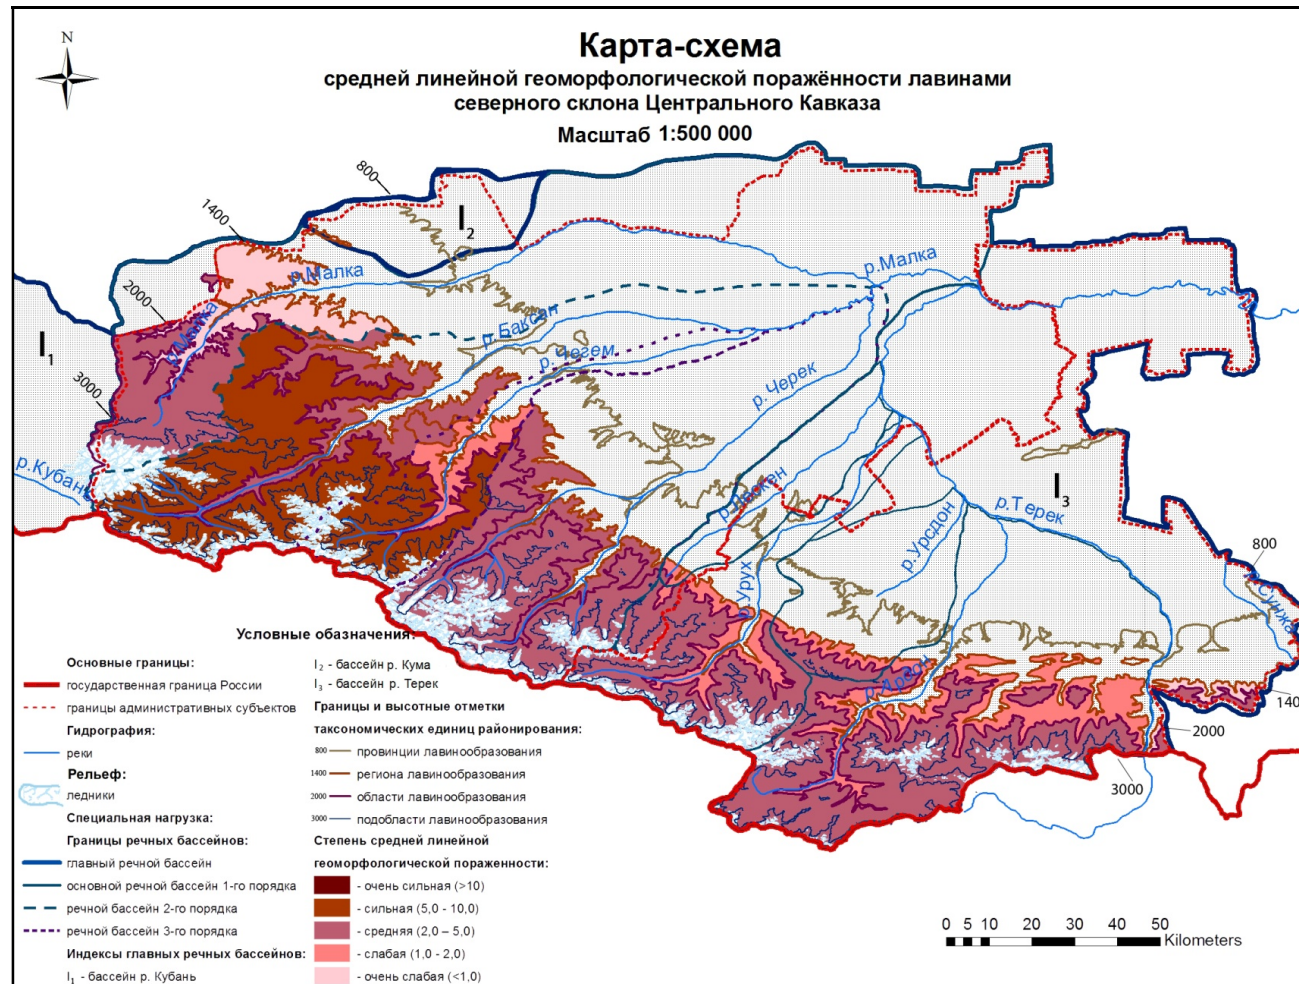 N
Карта-схема
средней линейной геоморфологической поражённости лавинами
северного склона Центрального Кавказа
Масштаб 1:500 000
800
1400
I₂
р.Малка
р.Малка
2000
р.Малка
I₁
р.Баксан
р.Чегем
3000
р.Черек
р.Кубань
р.Лескен
I₃
р.Терек
р.Урсдон
800
р.Сунжа
р.Урух
р.Ардон
140
2000
3000
Условные обозначения:
Основные границы:
государственная граница России
границы административных субъектов
Гидрография:
реки
Рельеф:
ледники
Специальная нагрузка:
Границы речных бассейнов:
главный речной бассейн
основной речной бассейн 1-го порядка
речной бассейн 2-го порядка
речной бассейн 3-го порядка
Индексы главных речных бассейнов:
I₁ - бассейн р. Кубань
I₂ - бассейн р. Кума
I₃ - бассейн р. Терек
Границы и высотные отметки
таксономических единиц районирования:
800 провинции лавинообразования
1400 региона лавинообразования
2000 области лавинообразования
3000 подобласти лавинообразования
Степень средней линейной
геоморфологической пораженности:
- очень сильная (>10)
- сильная (5,0 - 10,0)
- средняя (2,0 – 5,0)
- слабая (1,0 - 2,0)
- очень слабая (<1,0)
0 5 10 20 30 40 50
Kilometers